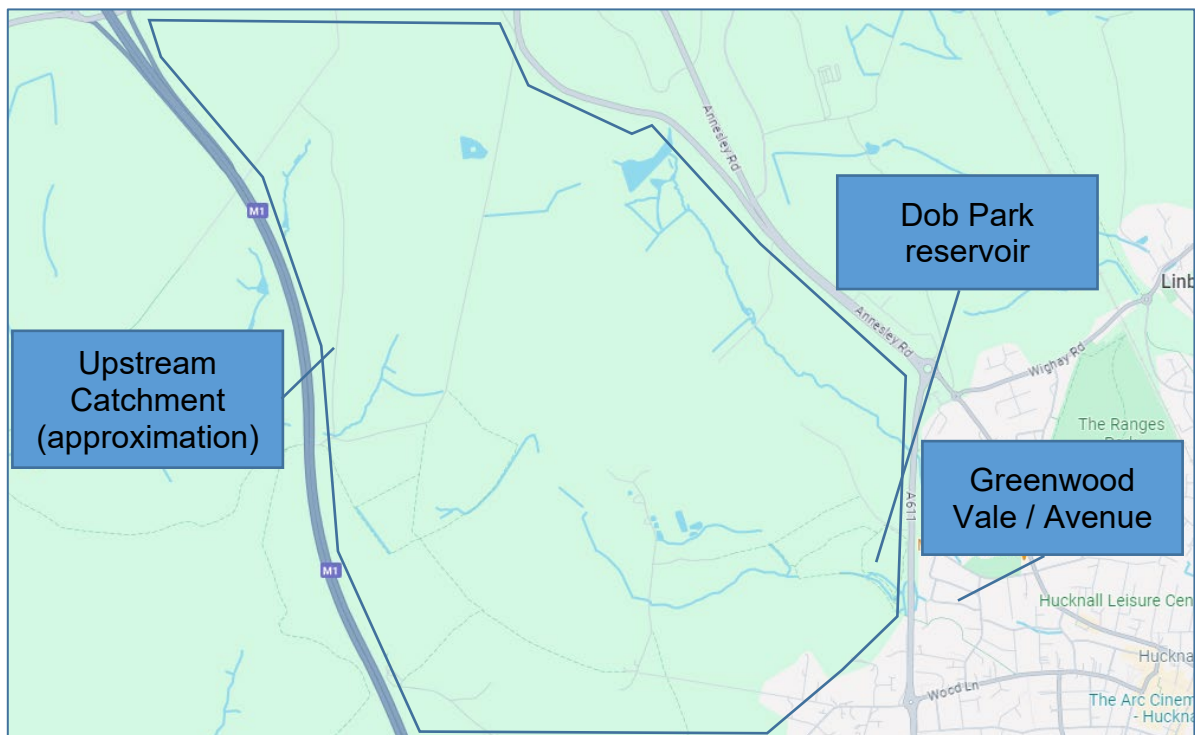 Annesley Rd
M1
Dob Park
reservoir
Linb
Annesley Rd
Wighay Rd
Upstream
Catchment
(approximation)
The Ranges
A611
Greenwood
Vale / Avenue
M1
Hucknall Leisure Cen
Huckna
Wood Ln
The Arc Cinem
- Huckna